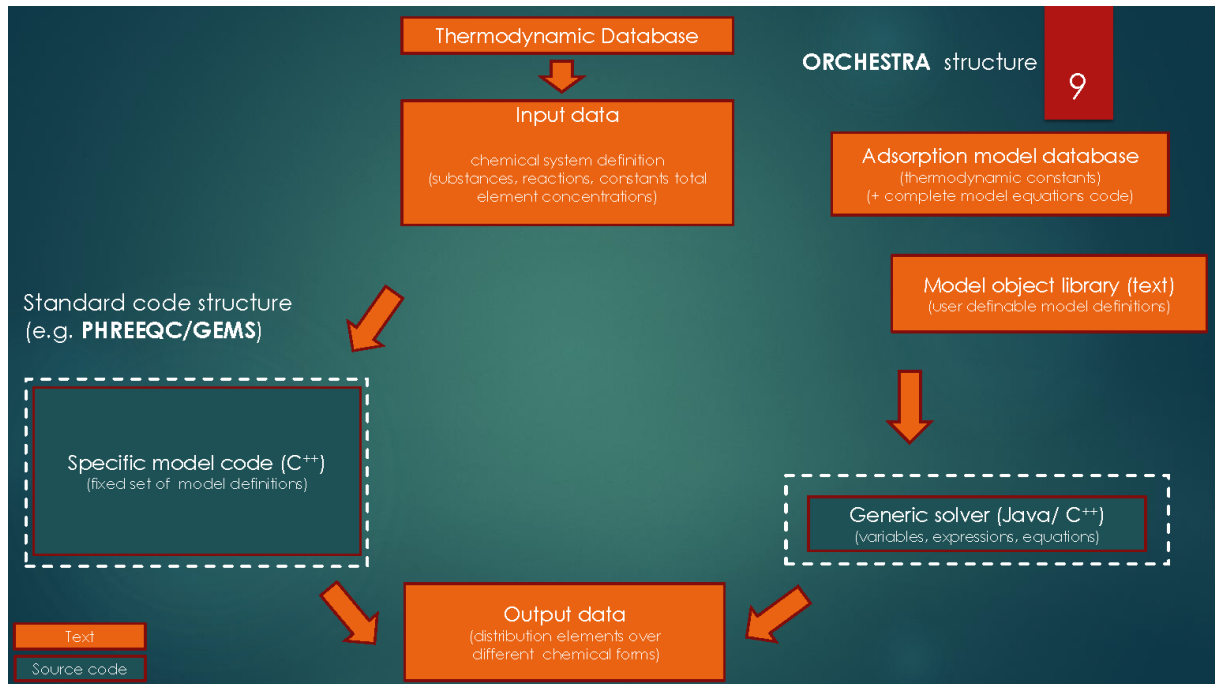 Thermodynamic Database
ORCHESTRA structure
9
Input data
chemical system definition
(substances, reactions, constants total
element concentrations)
Adsorption model database
(thermodynamic constants)
(+ complete model equations code)
Model object library (text)
(user definable model definitions)
Standard code structure
(e.g. PHREEQC/GEMS)
Specific model code (C++)
(fixed set of model definitions)
Generic solver (Java/ C++)
(variables, expressions, equations)
Output data
(distribution elements over
different chemical forms)
Text
Source code